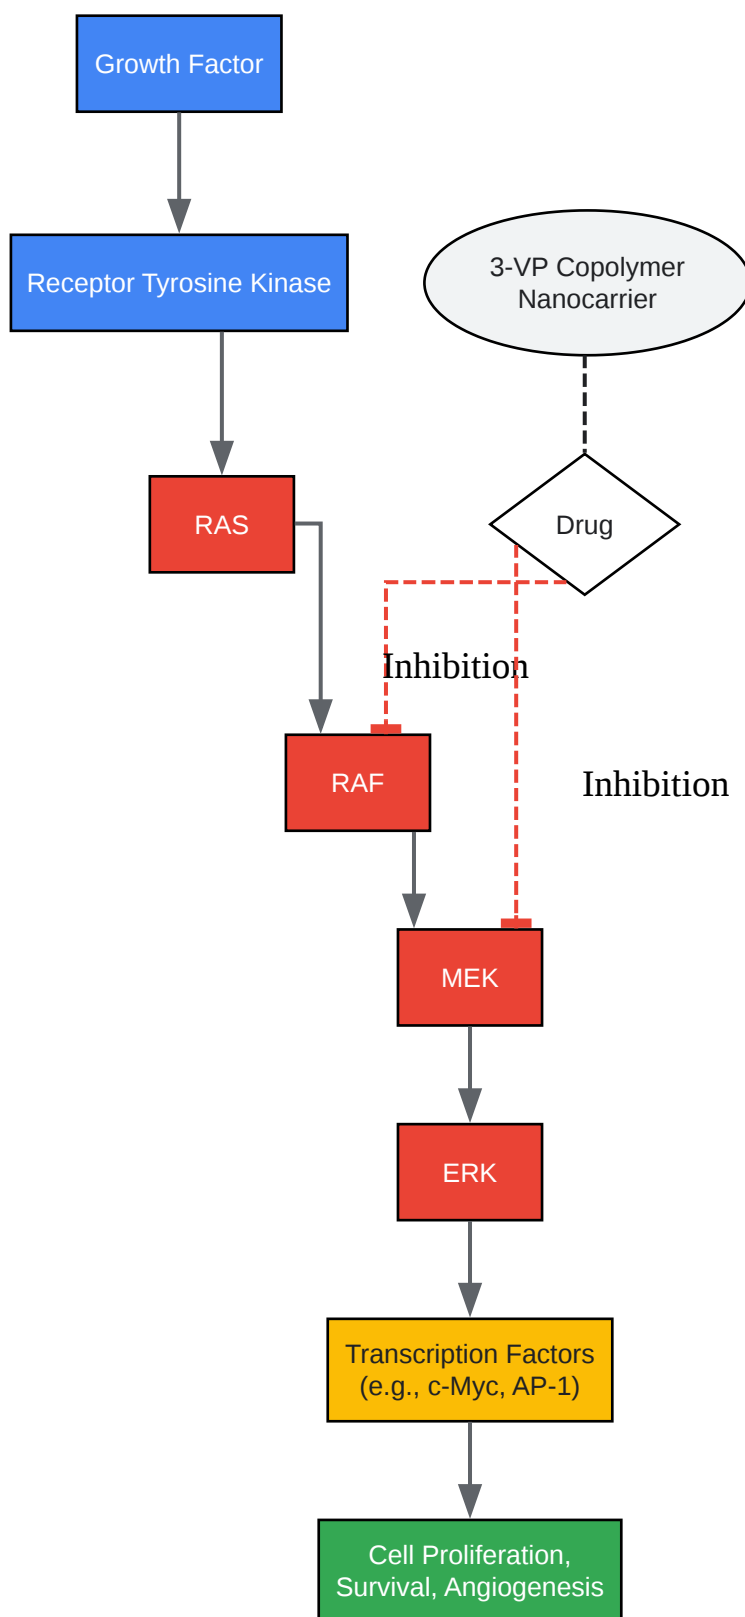 Growth Factor
Receptor Tyrosine Kinase
3-VP Copolymer
Nanocarrier
RAS
Drug
Inhibition
RAF
Inhibition
MEK
ERK
Transcription Factors
(e.g., c-Myc, AP-1)
Cell Proliferation,
Survival, Angiogenesis